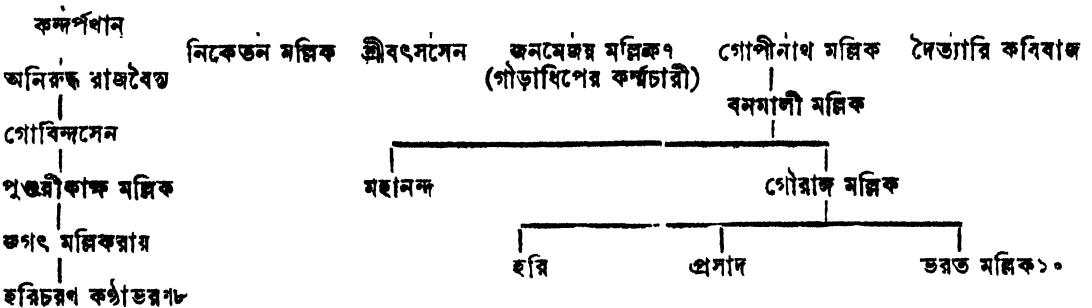 কন্দর্পখান
নিকেতন মল্লিক শ্রীবৎসসেন জনমেজয় মল্লিক৭ গোপীনাথ মল্লিক দৈত্যারি কবিরাজ
(গৌড়াধিপের কর্ম্মচারী)
অনিরুদ্ধ রাজবৈদ্য
বনমালী মল্লিক
গোবিন্দসেন
পুণ্ডরীকাক্ষ মল্লিক মহানন্দ গৌরাঙ্গ মল্লিক
জগৎ মল্লিকরায়
হরি প্রসাদ ভরত মল্লিক১০
হরিচরণ কণ্ঠাভরণ৮